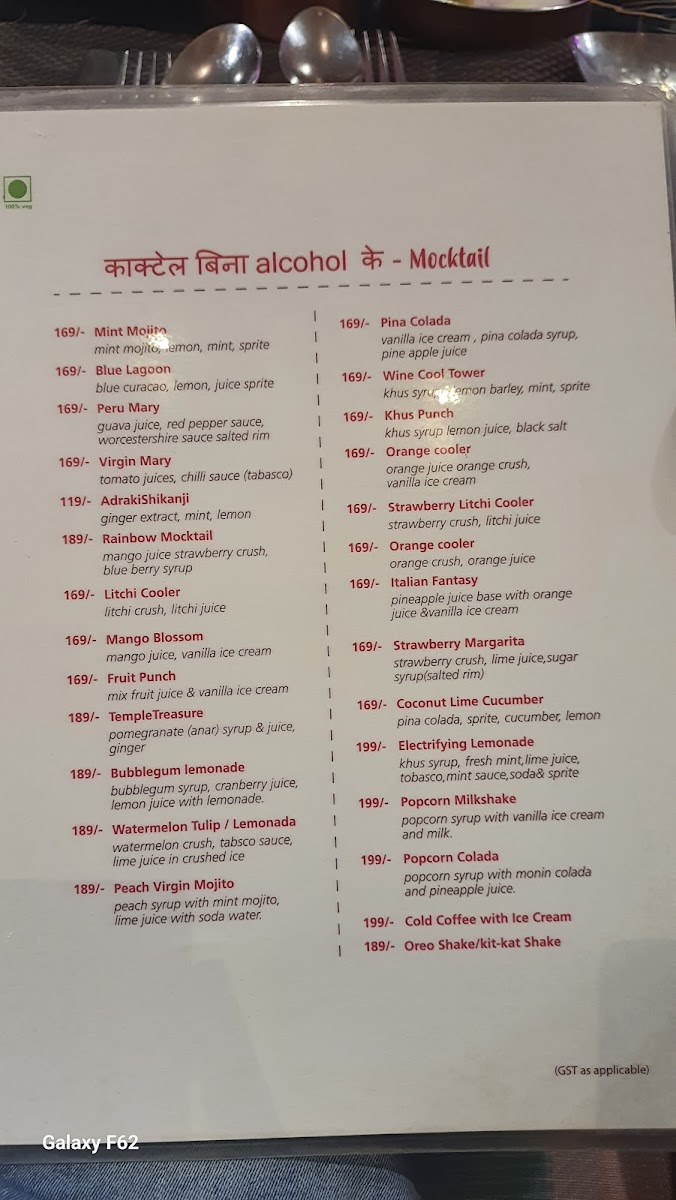 100% veg
काक्टेल बिना alcohol के - Mocktail
169/- Mint Mojito
mint mojito, lemon, mint, sprite
169/- Blue Lagoon
blue curacao, lemon, juice sprite
169/- Peru Mary
guava juice, red pepper sauce,
worcestershire sauce salted rim
169/- Virgin Mary
tomato juices, chilli sauce (tabasco)
119/- AdrakiShikanji
ginger extract, mint, lemon
189/- Rainbow Mocktail
mango juice strawberry crush,
blue berry syrup
169/- Litchi Cooler
litchi crush, litchi juice
169/- Mango Blossom
mango juice, vanilla ice cream
169/- Fruit Punch
mix fruit juice & vanilla ice cream
189/- TempleTreasure
pomegranate (anar) syrup & juice,
ginger
189/- Bubblegum lemonade
bubblegum syrup, cranberry juice,
lemon juice with lemonade.
189/- Watermelon Tulip / Lemonada
watermelon crush, tabsco sauce,
lime juice in crushed ice
189/- Peach Virgin Mojito
peach syrup with mint mojito,
lime juice with soda water.
169/- Pina Colada
vanilla ice cream , pina colada syrup,
pine apple juice
169/- Wine Cool Tower
khus syrup, lemon barley, mint, sprite
169/- Khus Punch
khus syrup lemon juice, black salt
169/- Orange cooler
orange juice orange crush,
vanilla ice cream
169/- Strawberry Litchi Cooler
strawberry crush, litchi juice
169/- Orange cooler
orange crush, orange juice
169/- Italian Fantasy
pineapple juice base with orange
juice &vanilla ice cream
169/- Strawberry Margarita
strawberry crush, lime juice,sugar
syrup(salted rim)
169/- Coconut Lime Cucumber
pina colada, sprite, cucumber, lemon
199/- Electrifying Lemonade
khus syrup, fresh mint,lime juice,
tobasco,mint sauce,soda& sprite
199/- Popcorn Milkshake
popcorn syrup with vanilla ice cream
and milk.
199/- Popcorn Colada
popcorn syrup with monin colada
and pineapple juice.
199/- Cold Coffee with Ice Cream
189/- Oreo Shake/kit-kat Shake
(GST as applicable)
Galaxy F62